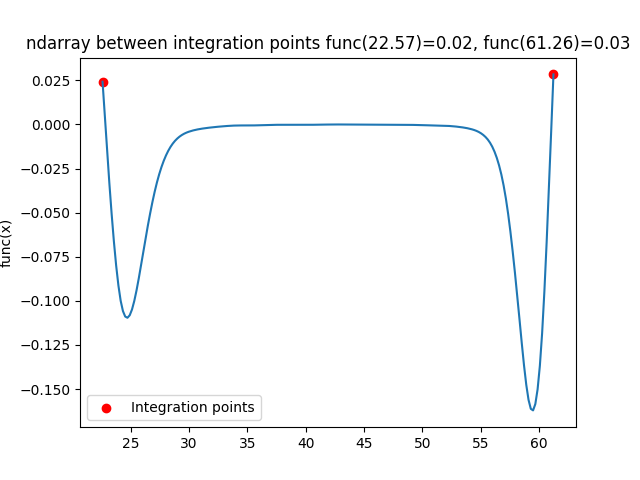 ndarray between integration points func(22.57)=0.02, func(61.26)=0.03
0.025
0.000
−0.025
−0.050
−0.075
−0.100
−0.125
−0.150
func(x)
Integration points
25 30 35 40 45 50 55 60